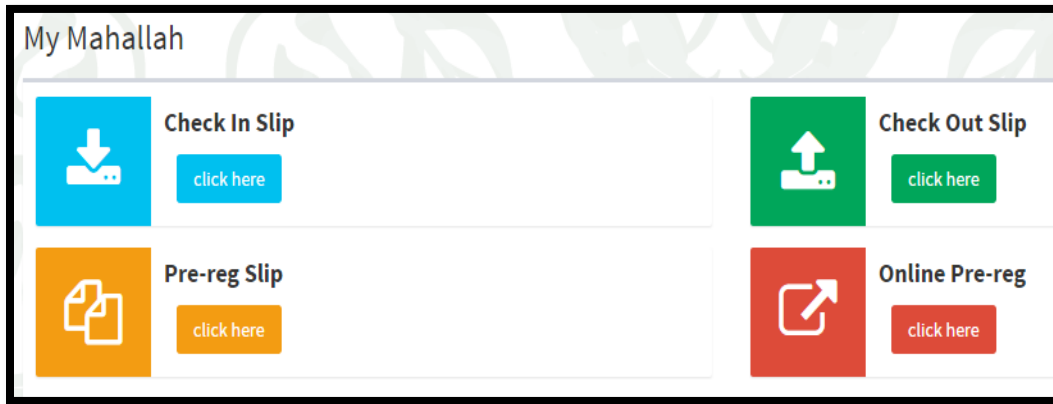 My Mahallah
Check In Slip
click here
Check Out Slip
click here
Pre-reg Slip
click here
Online Pre-reg
click here